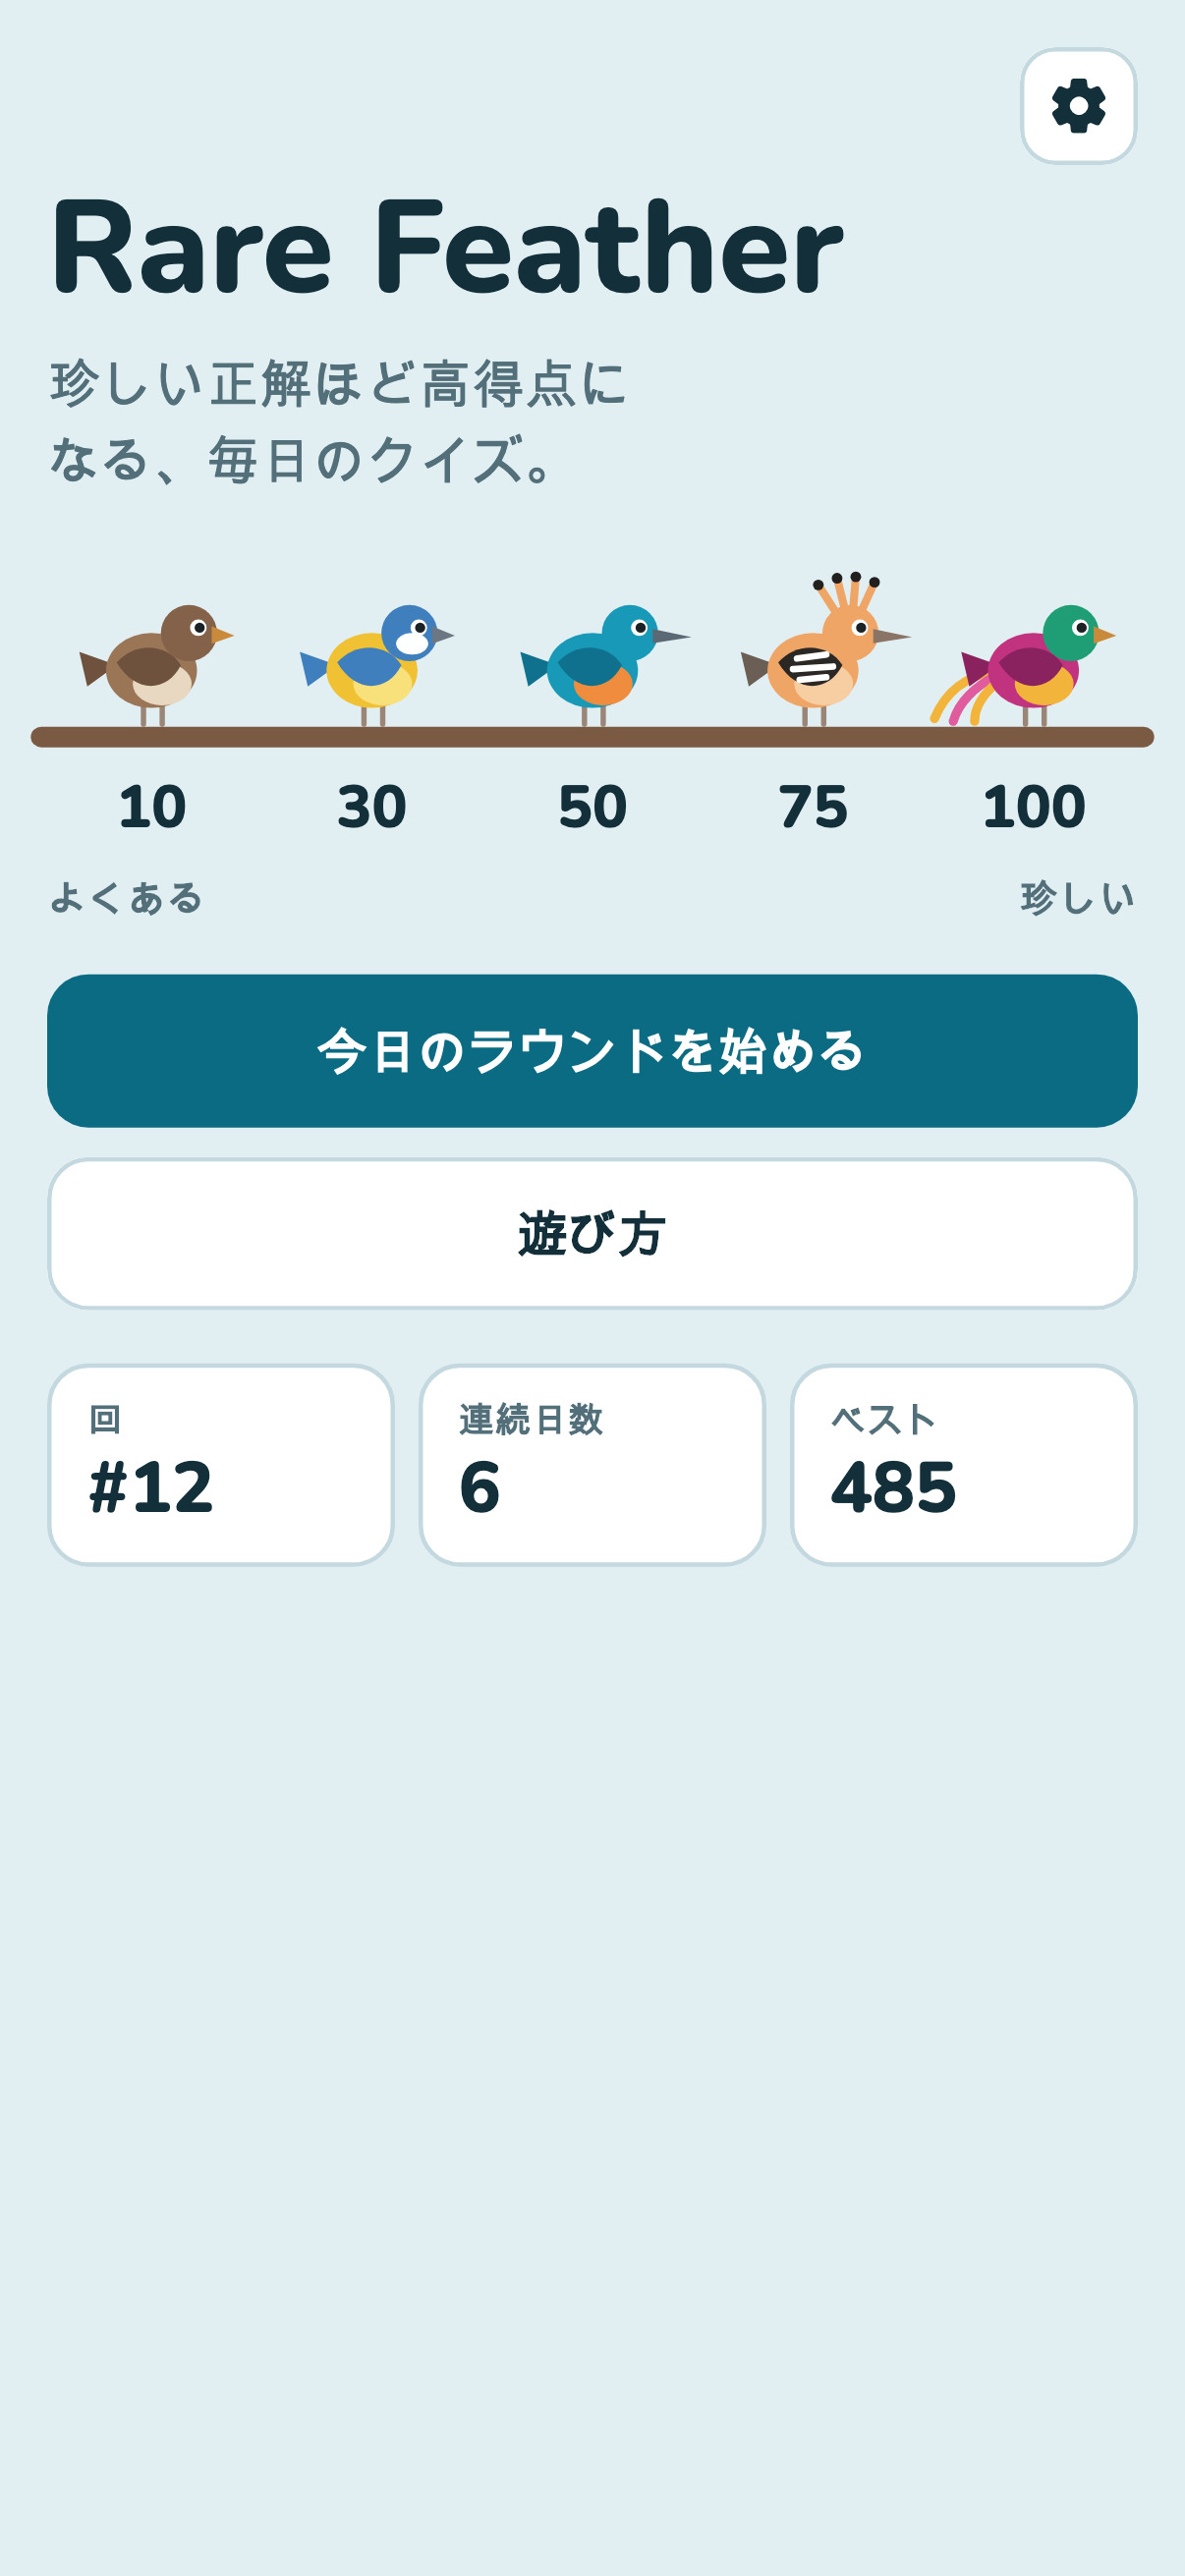 Rare Feather
珍しい正解ほど高得点に
なる、毎日のクイズ。
10 30 50 75 100
よくある 珍しい
今日のラウンドを始める
遊び方
回 連続日数 ベスト
#12 6 485